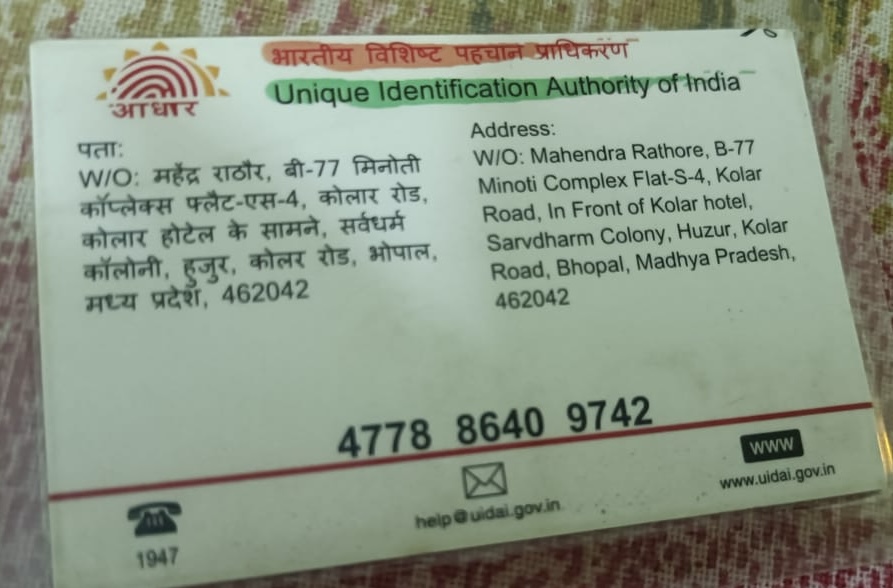 भारतीय विशिष्ट पहचान प्राधिकरण
Unique Identification Authority of India
आधार
पता:
W/O: महेंद्र राठौर, बी-77 मिनोती
कॉप्लेक्स फ्लैट-एस-4, कोलार रोड,
कोलार होटेल के सामने, सर्वधर्म
कॉलोनी, हुजुर, कोलर रोड, भोपाल,
मध्य प्रदेश, 462042
Address:
W/O: Mahendra Rathore, B-77
Minoti Complex Flat-S-4, Kolar
Road, In Front of Kolar hotel,
Sarvdharm Colony, Huzur, Kolar
Road, Bhopal, Madhya Pradesh,
462042
4778 8640 9742
1947
help@uidai.gov.in
WWW
www.uidai.gov.in